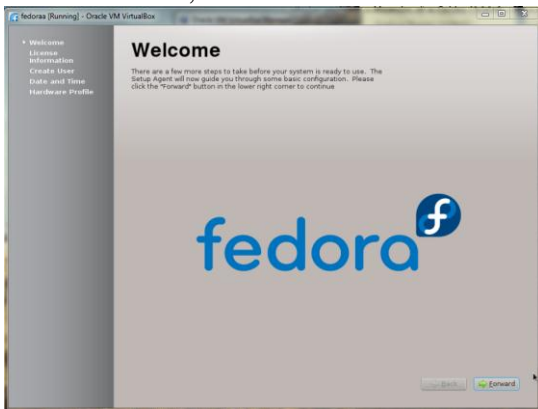 fedoraa [Running] - Oracle VM VirtualBox
Welcome
License
Information
Create User
Date and Time
Hardware Profile
Welcome
There are a few more steps to take before your system is ready to use. The
Setup Agent will now guide you through some basic configuration. Please
click the "Forward" button in the lower right corner to continue
fedora
Back
Forward